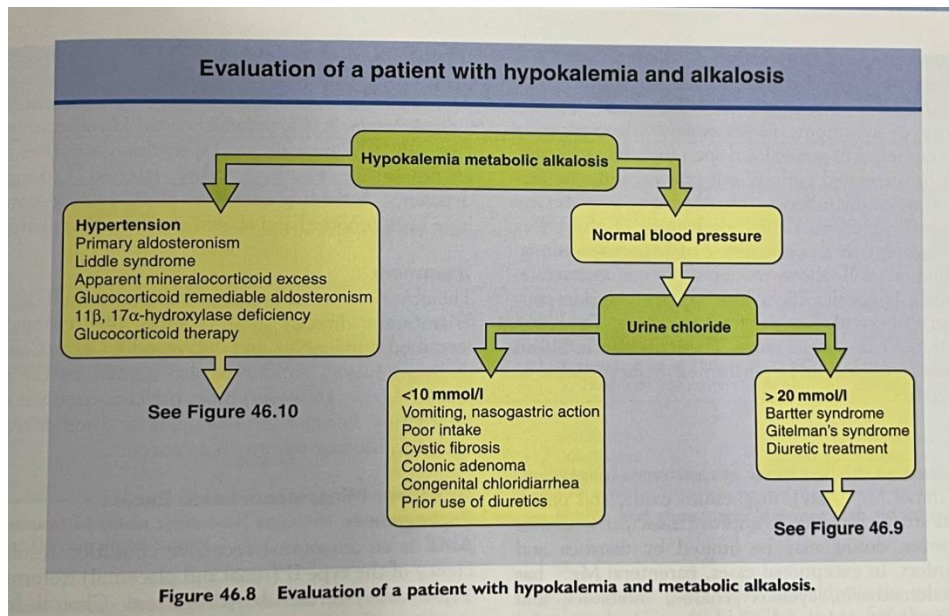 Evaluation of a patient with hypokalemia and alkalosis
Hypokalemia metabolic alkalosis
Hypertension
Primary aldosteronism
Liddle syndrome
Apparent mineralocorticoid excess
Glucocorticoid remediable aldosteronism
11β, 17α-hydroxylase deficiency
Glucocorticoid therapy
See Figure 46.10
Normal blood pressure
Urine chloride
<10 mmol/l
Vomiting, nasogastric action
Poor intake
Cystic fibrosis
Colonic adenoma
Congenital chloridiarrhea
Prior use of diuretics
> 20 mmol/l
Bartter syndrome
Gitelman's syndrome
Diuretic treatment
See Figure 46.9
Figure 46.8 Evaluation of a patient with hypokalemia and metabolic alkalosis.